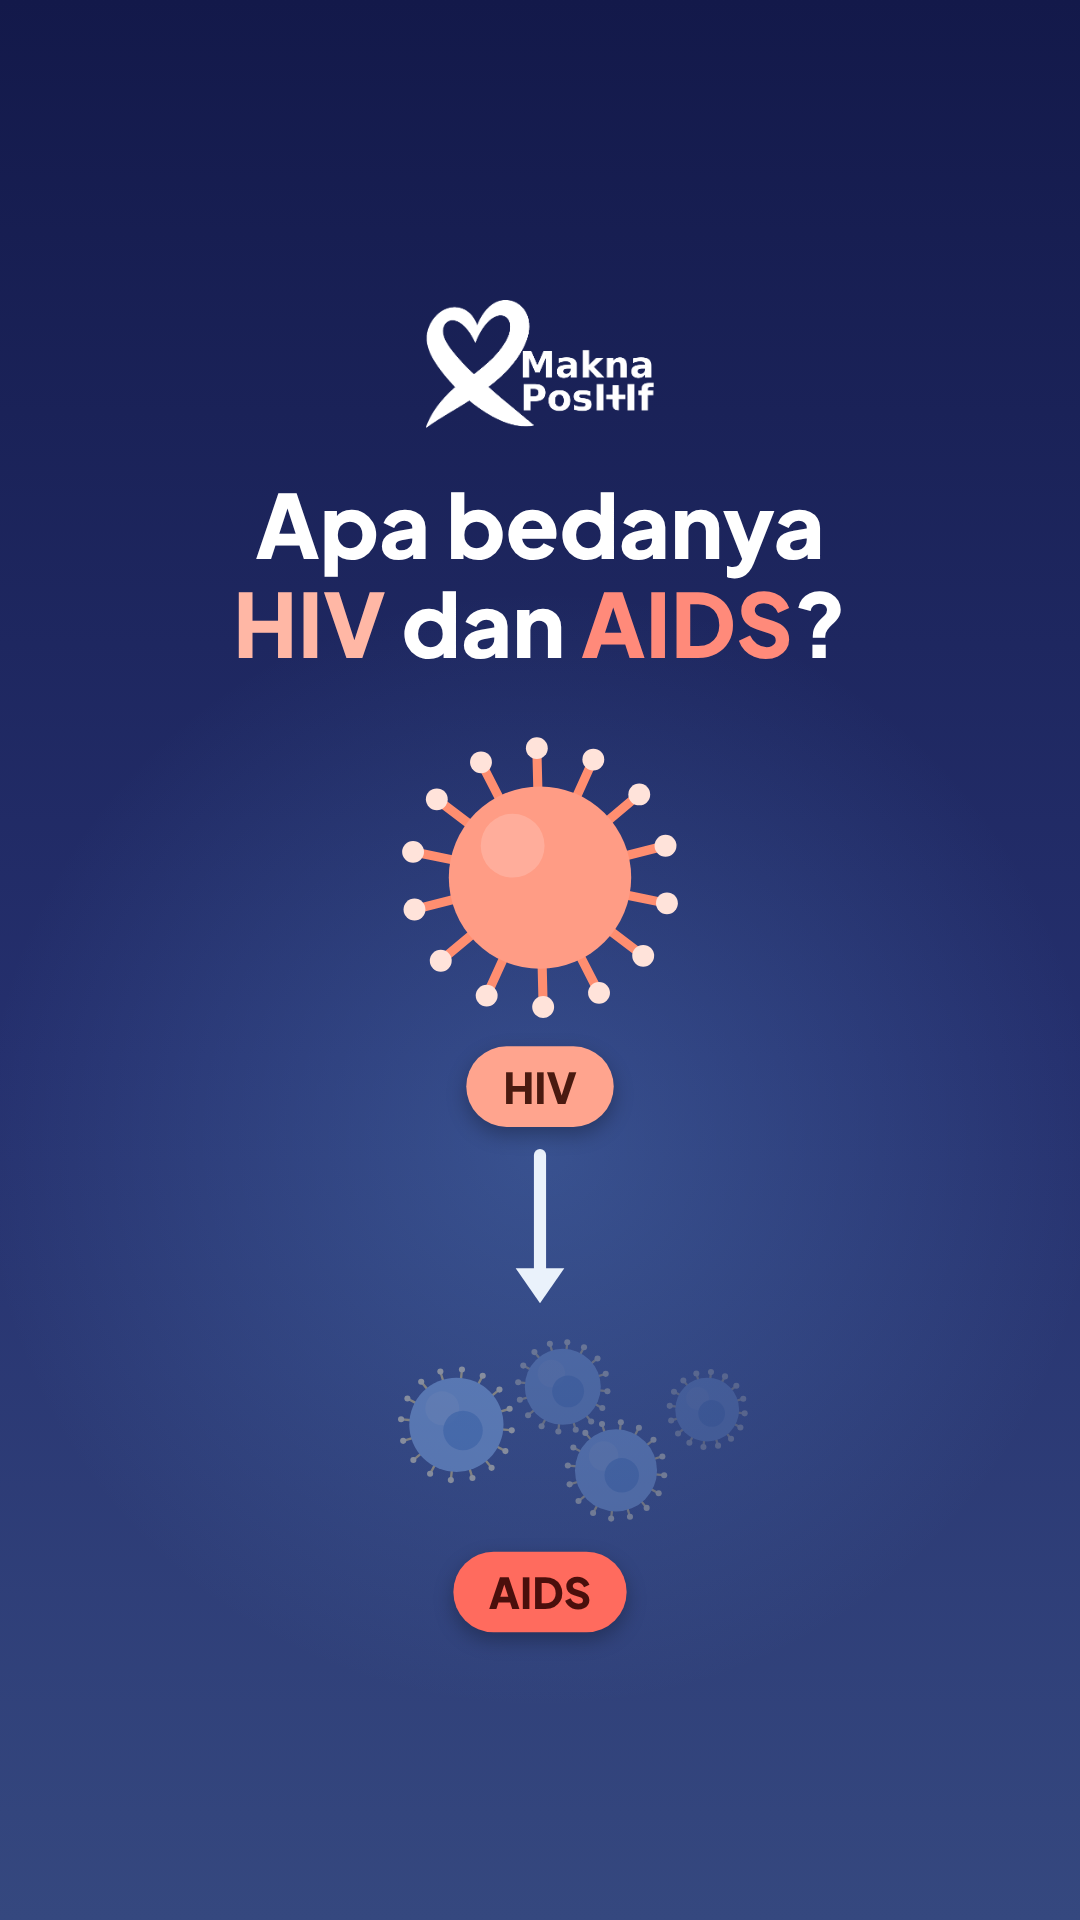 Makna
PosItIf
Apa bedanya
HIV dan AIDS?
HIV
AIDS